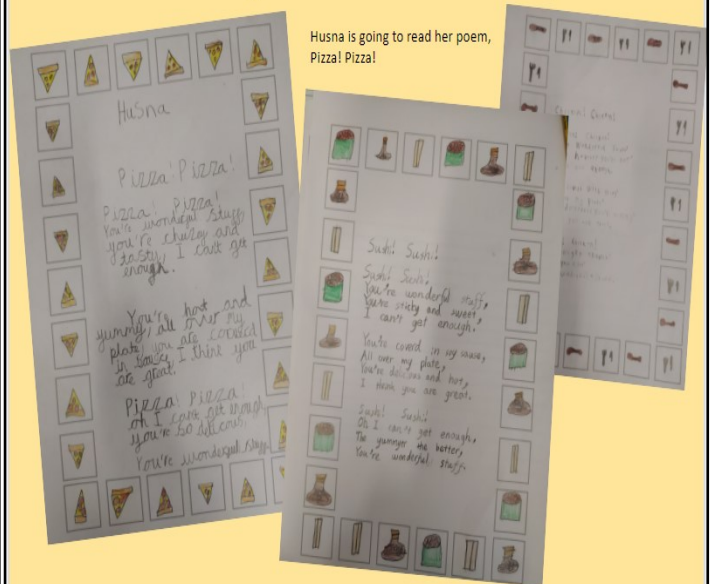 Husna is going to read her poem,
Pizza! Pizza!
Husna
Pizza! Pizza!
Pizza! Pizza!
You're wonderful stuff,
you're chizey and
tasty, I can't get
enough.
You're hoot and
yummy, all over my
plate, you are covered
in sauce, I think you
are great.
Pizza! Pizza!
oh I can't get enough,
you're so delicous
You're wonderful stuff.
Sushi! Sushi!
Sushi! Sushi!
You're wonderful stuff,
You're sticky and sweet,
I can't get enough.
You're coverd in soy sauce,
All over my plate,
You're delicious and hot,
I think you are great.
Sushi! Sushi!
Oh I can't get enough,
The yummyer the better,
You're wonderful stuff.